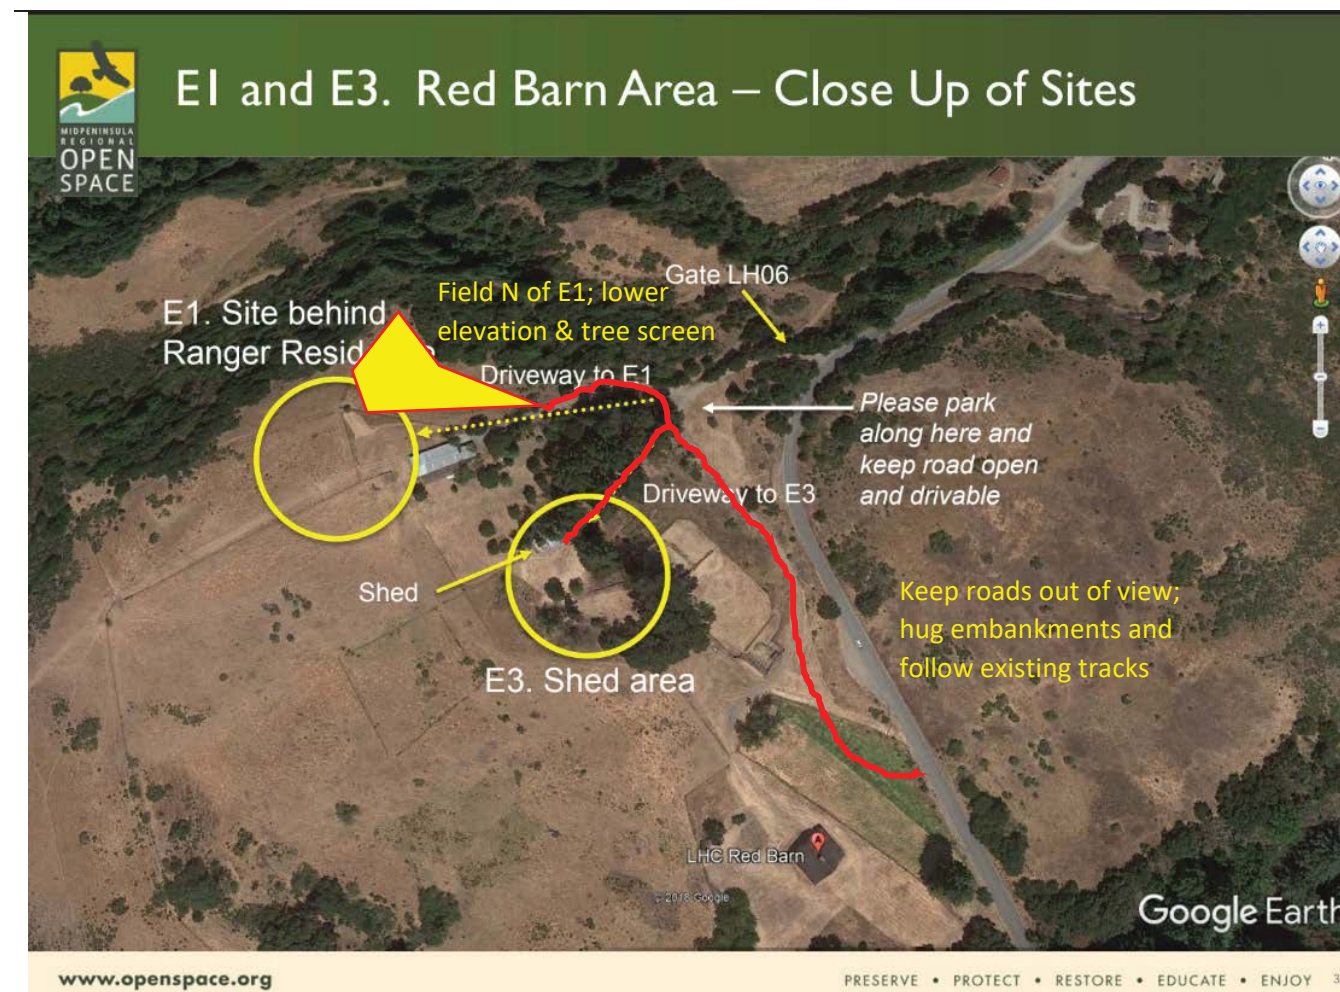 E1 and E3. Red Barn Area – Close Up of Sites
MIDPENINSULA
REGIONAL
OPEN
SPACE
Gate LH06
Field N of E1; lower
elevation & tree screen
E1. Site behind
Ranger
Driveway to E1
Please park
along here and
keep road open
and drivable
Driveway to E3
Shed
Keep roads out of view;
hug embankments and
follow existing tracks
E3. Shed area
A
LHC Red Barn
© 2018 Google
Google Earth
www.openspace.org
PRESERVE • PROTECT • RESTORE • EDUCATE • ENJOY 3